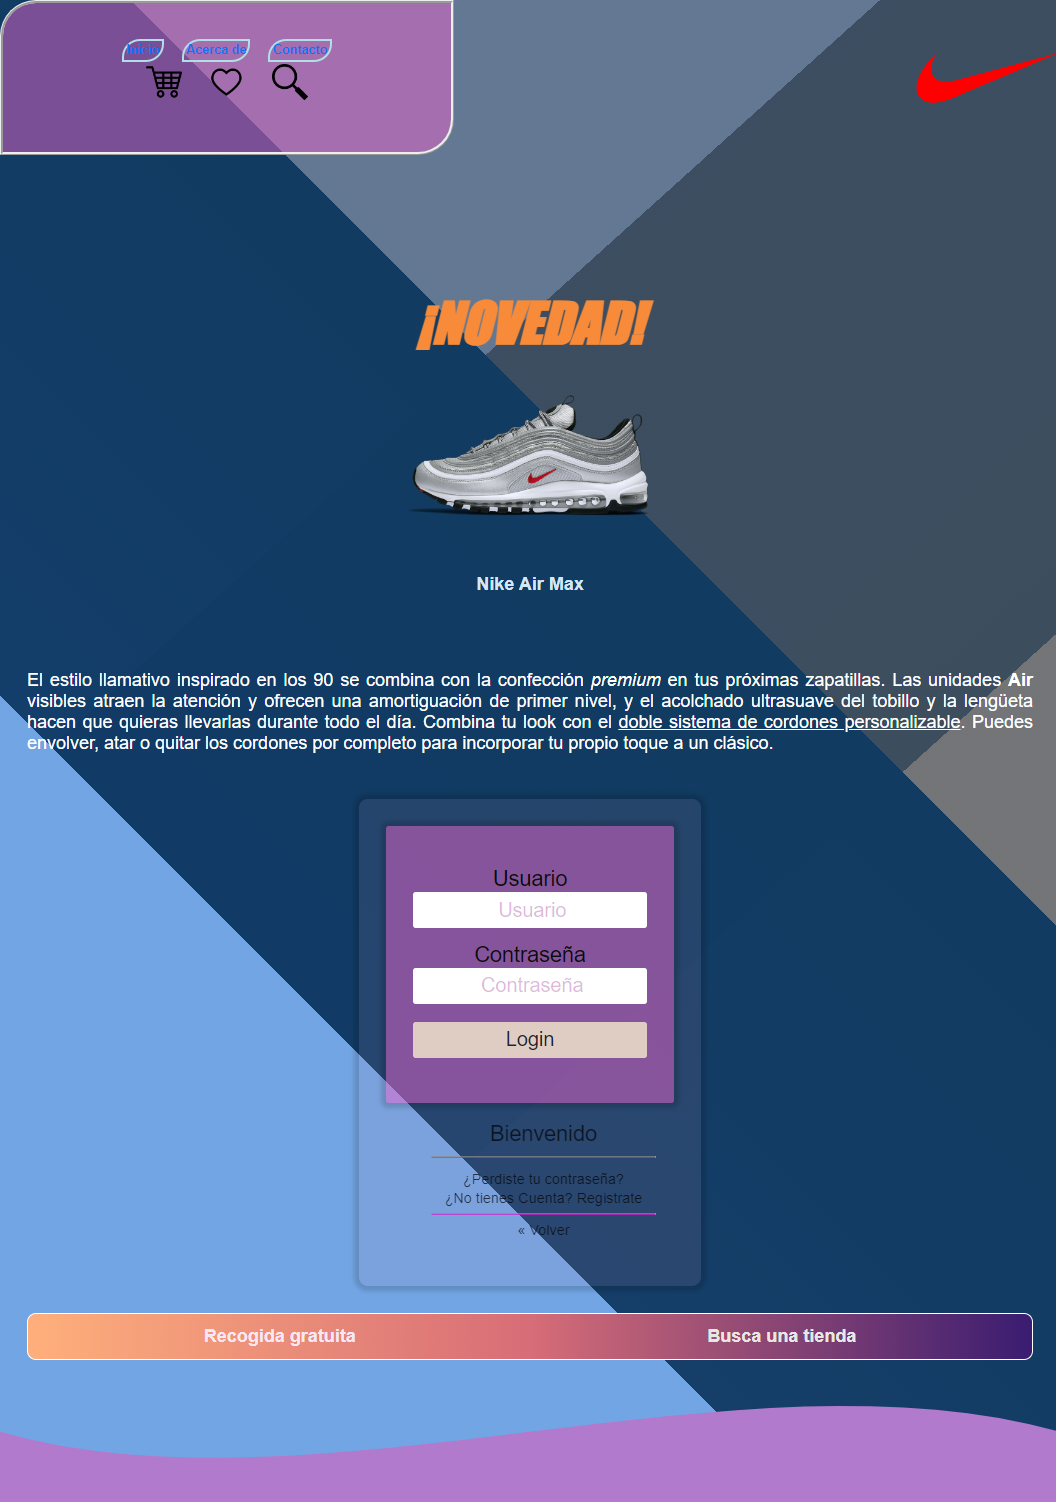 Inicio Acerca de Contacto
¡NOVEDAD!
Nike Air Max
El estilo llamativo inspirado en los 90 se combina con la confección premium en tus próximas zapatillas. Las unidades Air
visibles atraen la atención y ofrecen una amortiguación de primer nivel, y el acolchado ultrasuave del tobillo y la lengüeta
hacen que quieras llevarlas durante todo el día. Combina tu look con el doble sistema de cordones personalizable. Puedes
envolver, atar o quitar los cordones por completo para incorporar tu propio toque a un clásico.
Usuario
Usuario
Contraseña
Contraseña
Login
Bienvenido
¿Perdiste tu contraseña?
¿No tienes Cuenta? Registrate
« Volver
Recogida gratuita Busca una tienda